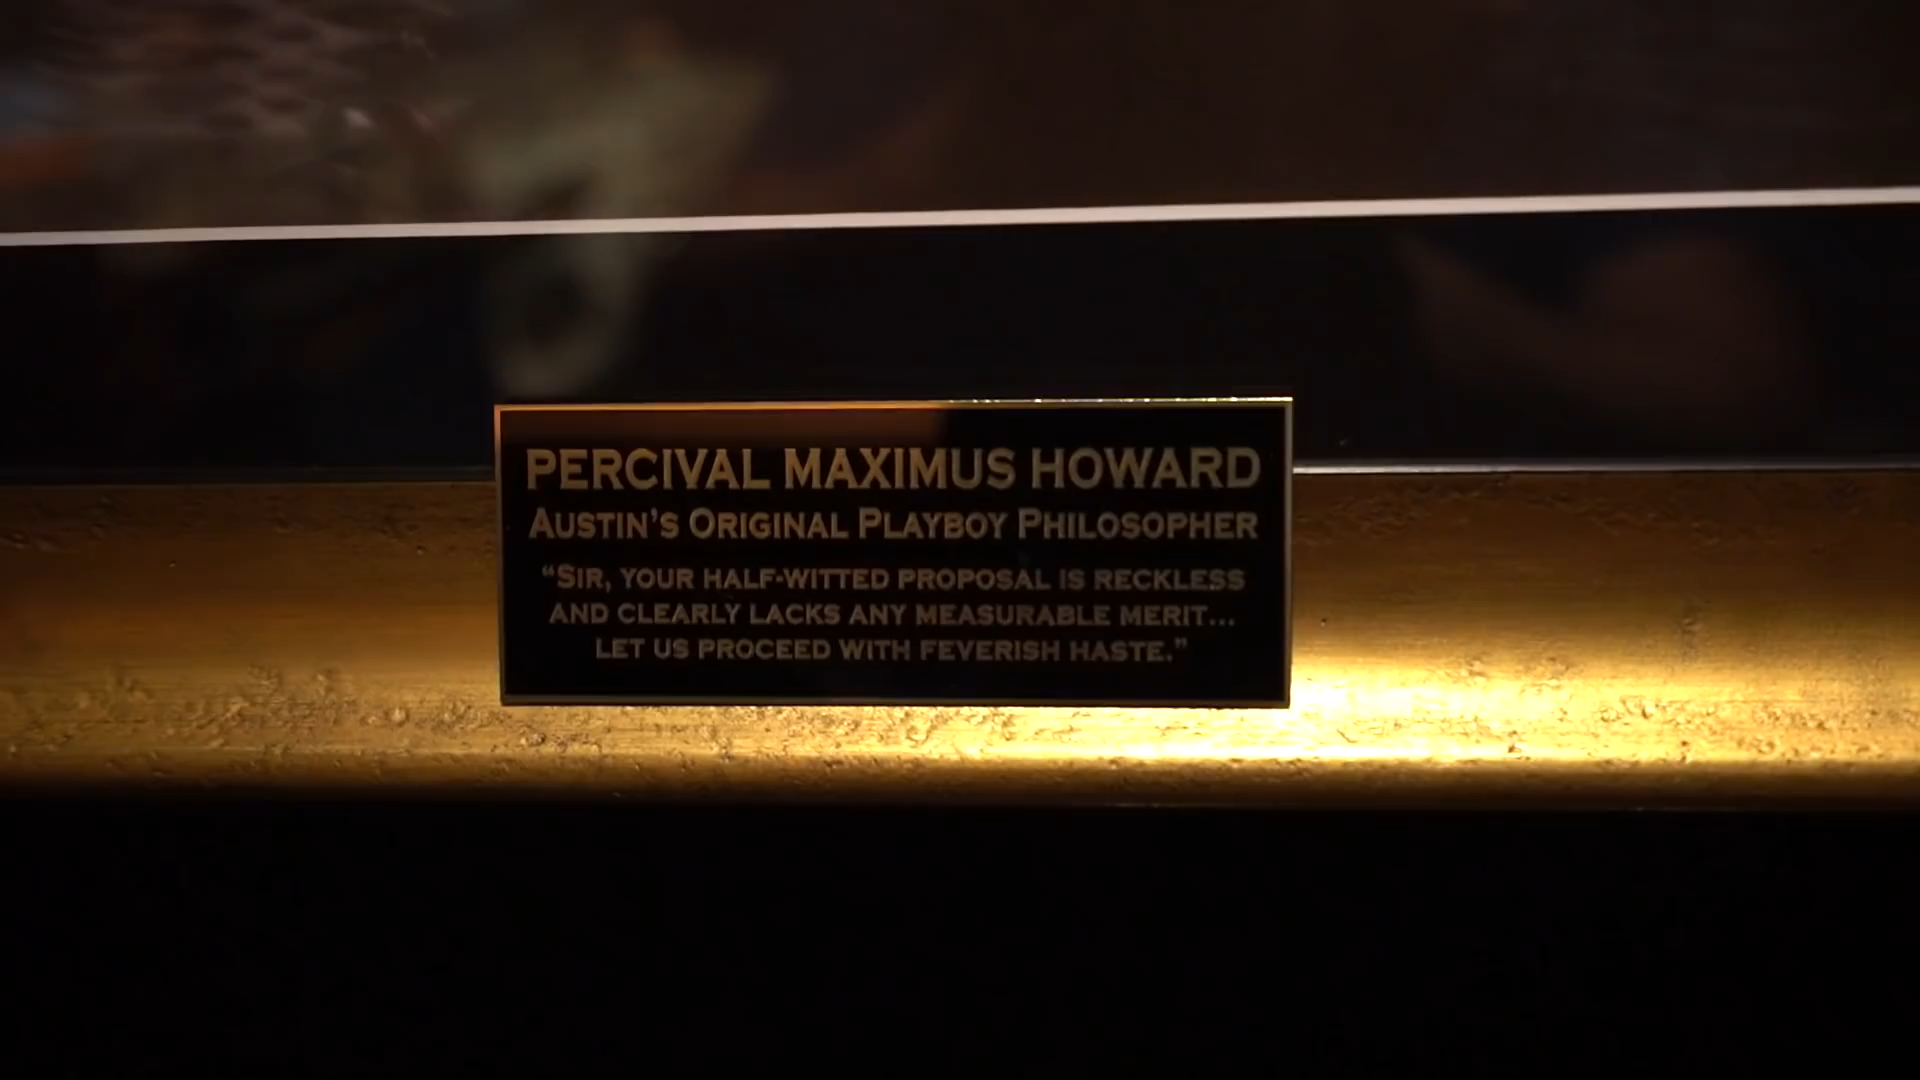 PERCIVAL MAXIMUS HOWARD
AUSTIN'S ORIGINAL PLAYBOY PHILOSOPHER
“SIR, YOUR HALF-WITTED PROPOSAL IS RECKLESS
AND CLEARLY LACKS ANY MEASURABLE MERIT...
LET US PROCEED WITH FEVERISH HASTE.”